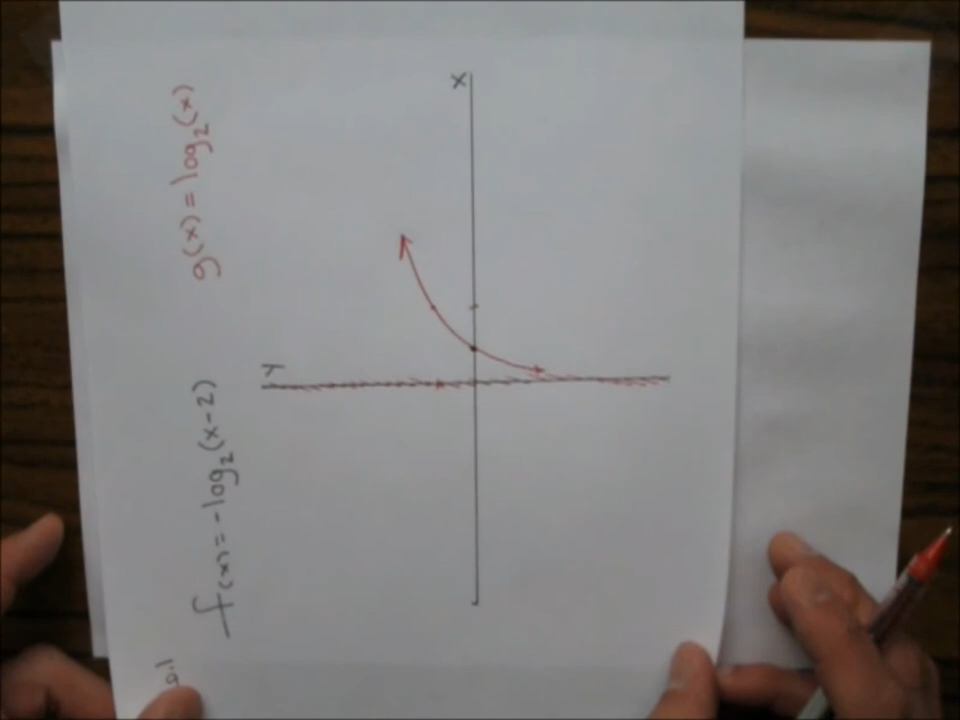 f(x) = -log₂(x-2)
g(x) = log₂(x)
Y
X